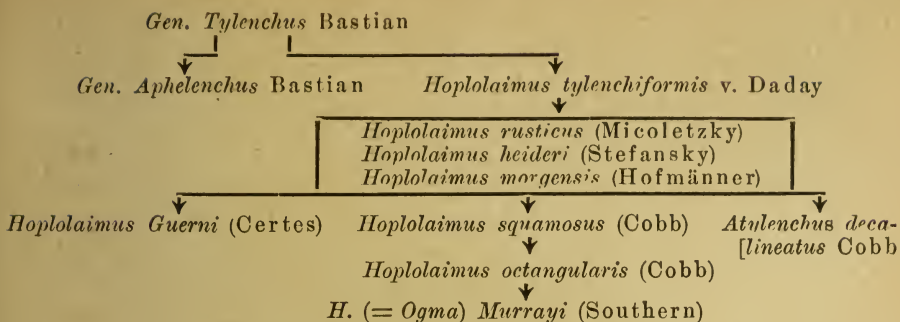 Gen. Tylenchus Bastian
Gen. Aphelenchus Bastian Hoplolaimus tylenchiformis v. Daday
Hoplolaimus rusticus (Micoletzky)
Hoplolaimus heideri (Stefansky)
Hoplolaimus morgensis (Hofmänner)
Hoplolaimus Guerni (Certes) Hoplolaimus squamosus (Cobb) Atylenchus deca-
[lineatus Cobb
Hoplolaimus octangularis (Cobb)
H. (= Ogma) Murrayi (Southern)